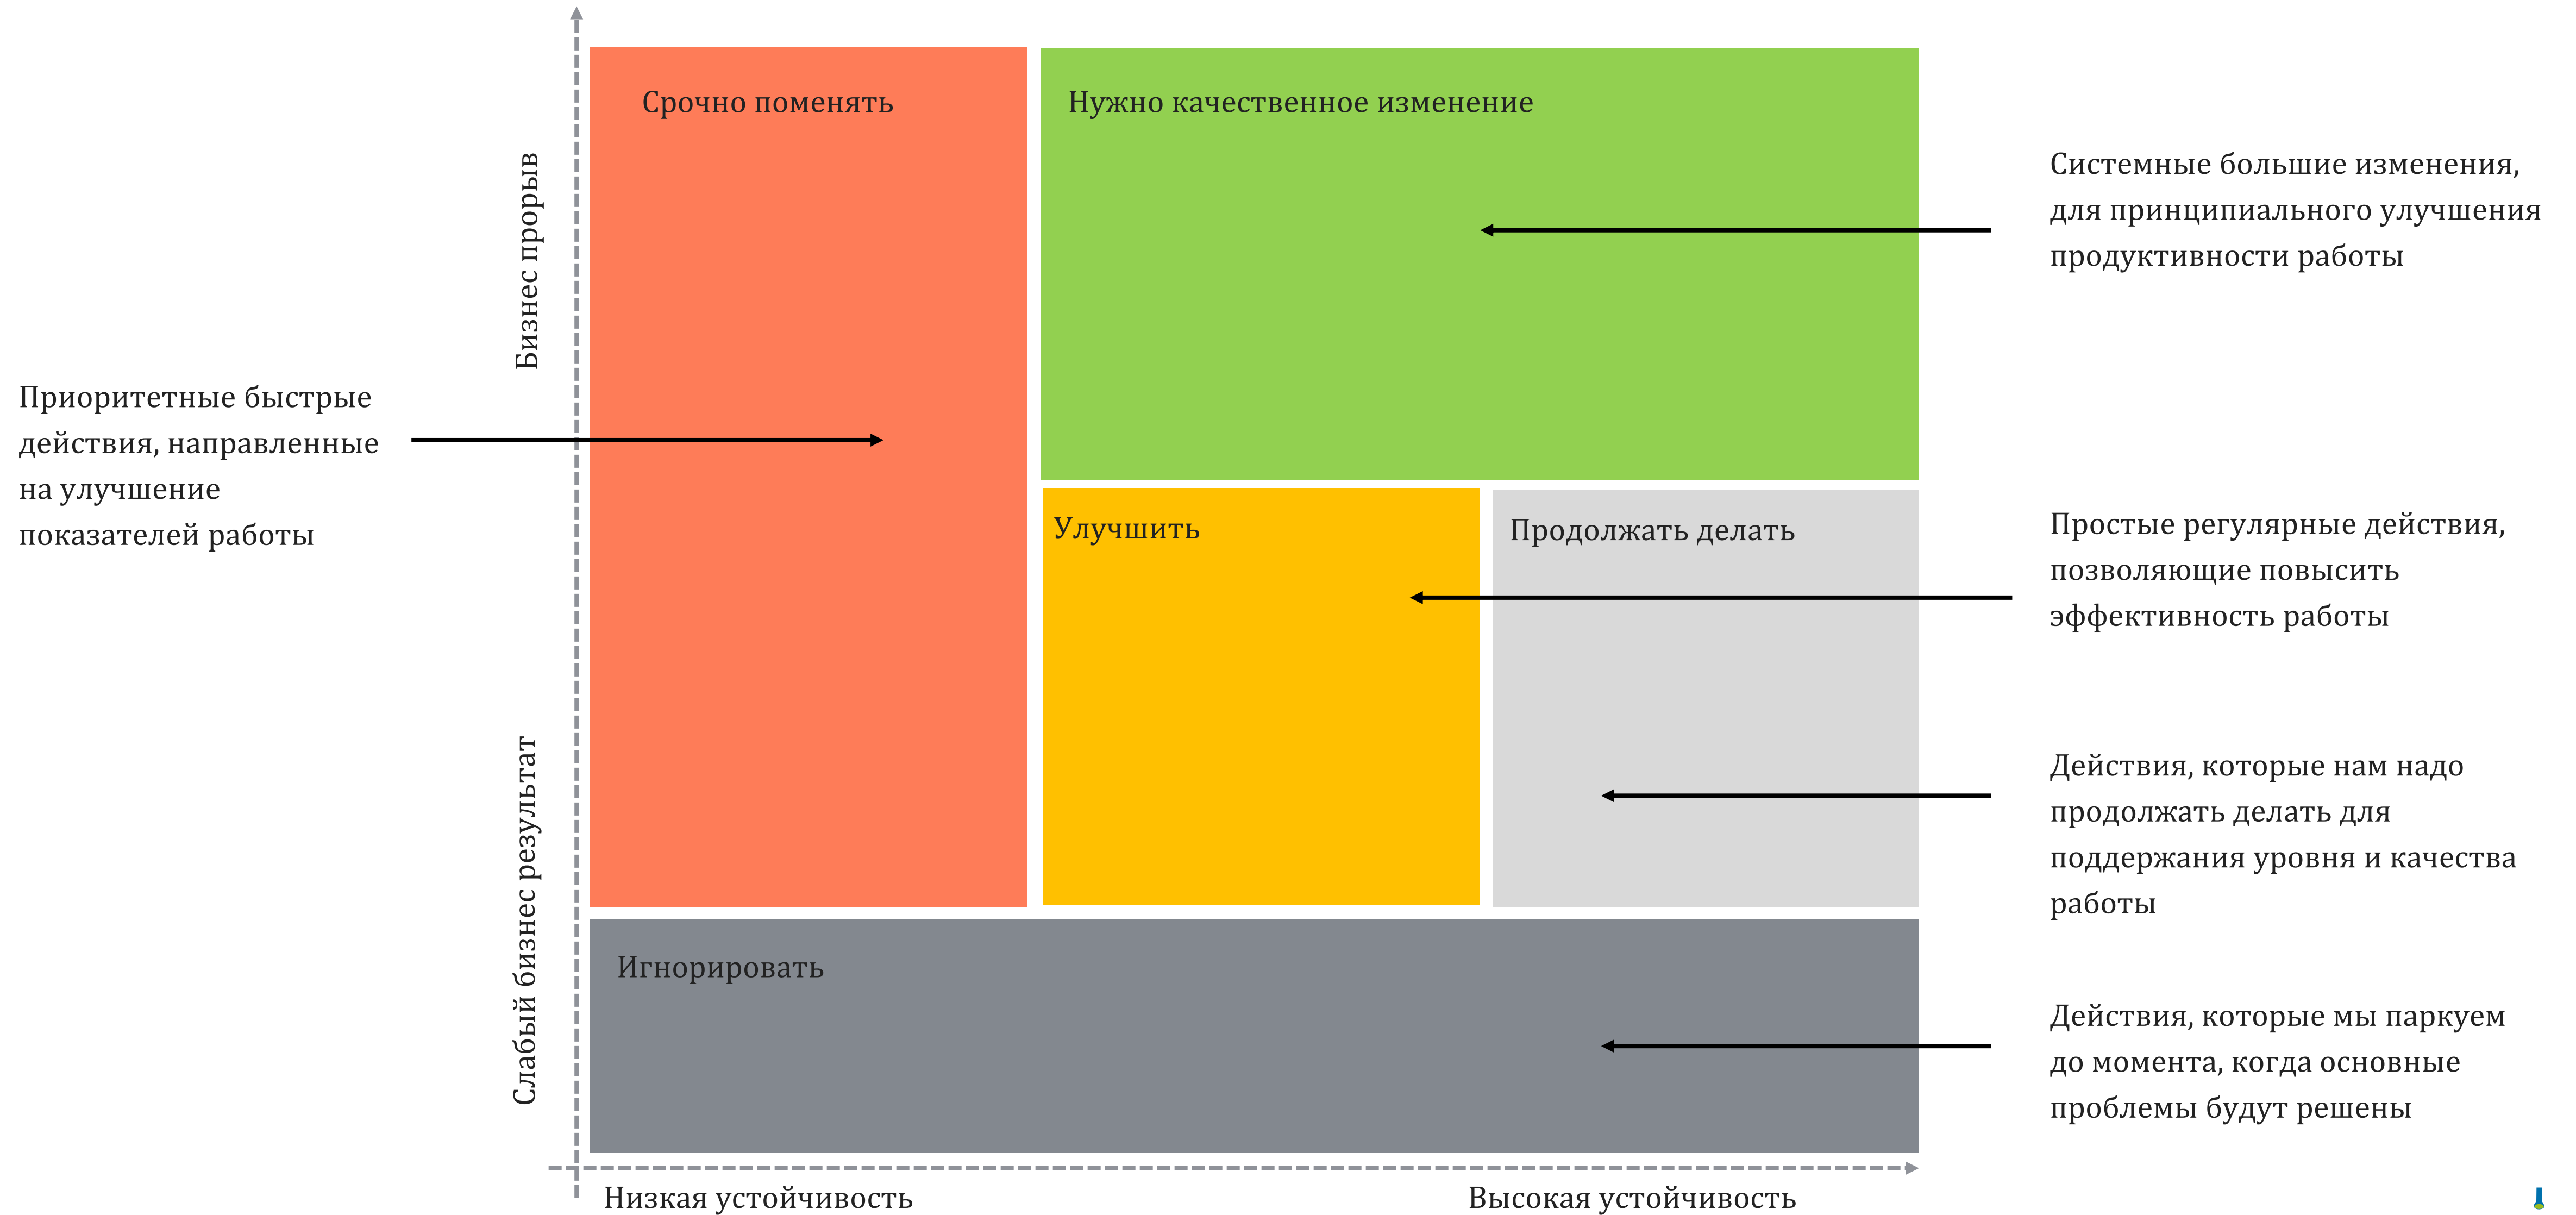 Срочно поменять
Нужно качественное изменение
Бизнес прорыв
Системные большие изменения,
для принципиального улучшения
продуктивности работы
Приоритетные быстрые
действия, направленные
на улучшение
показателей работы
Улучшить
Продолжать делать
Простые регулярные действия,
позволяющие повысить
эффективность работы
Слабый бизнес результат
Действия, которые нам надо
продолжать делать для
поддержания уровня и качества
работы
Игнорировать
Действия, которые мы паркуем
до момента, когда основные
проблемы будут решены
Низкая устойчивость
Высокая устойчивость